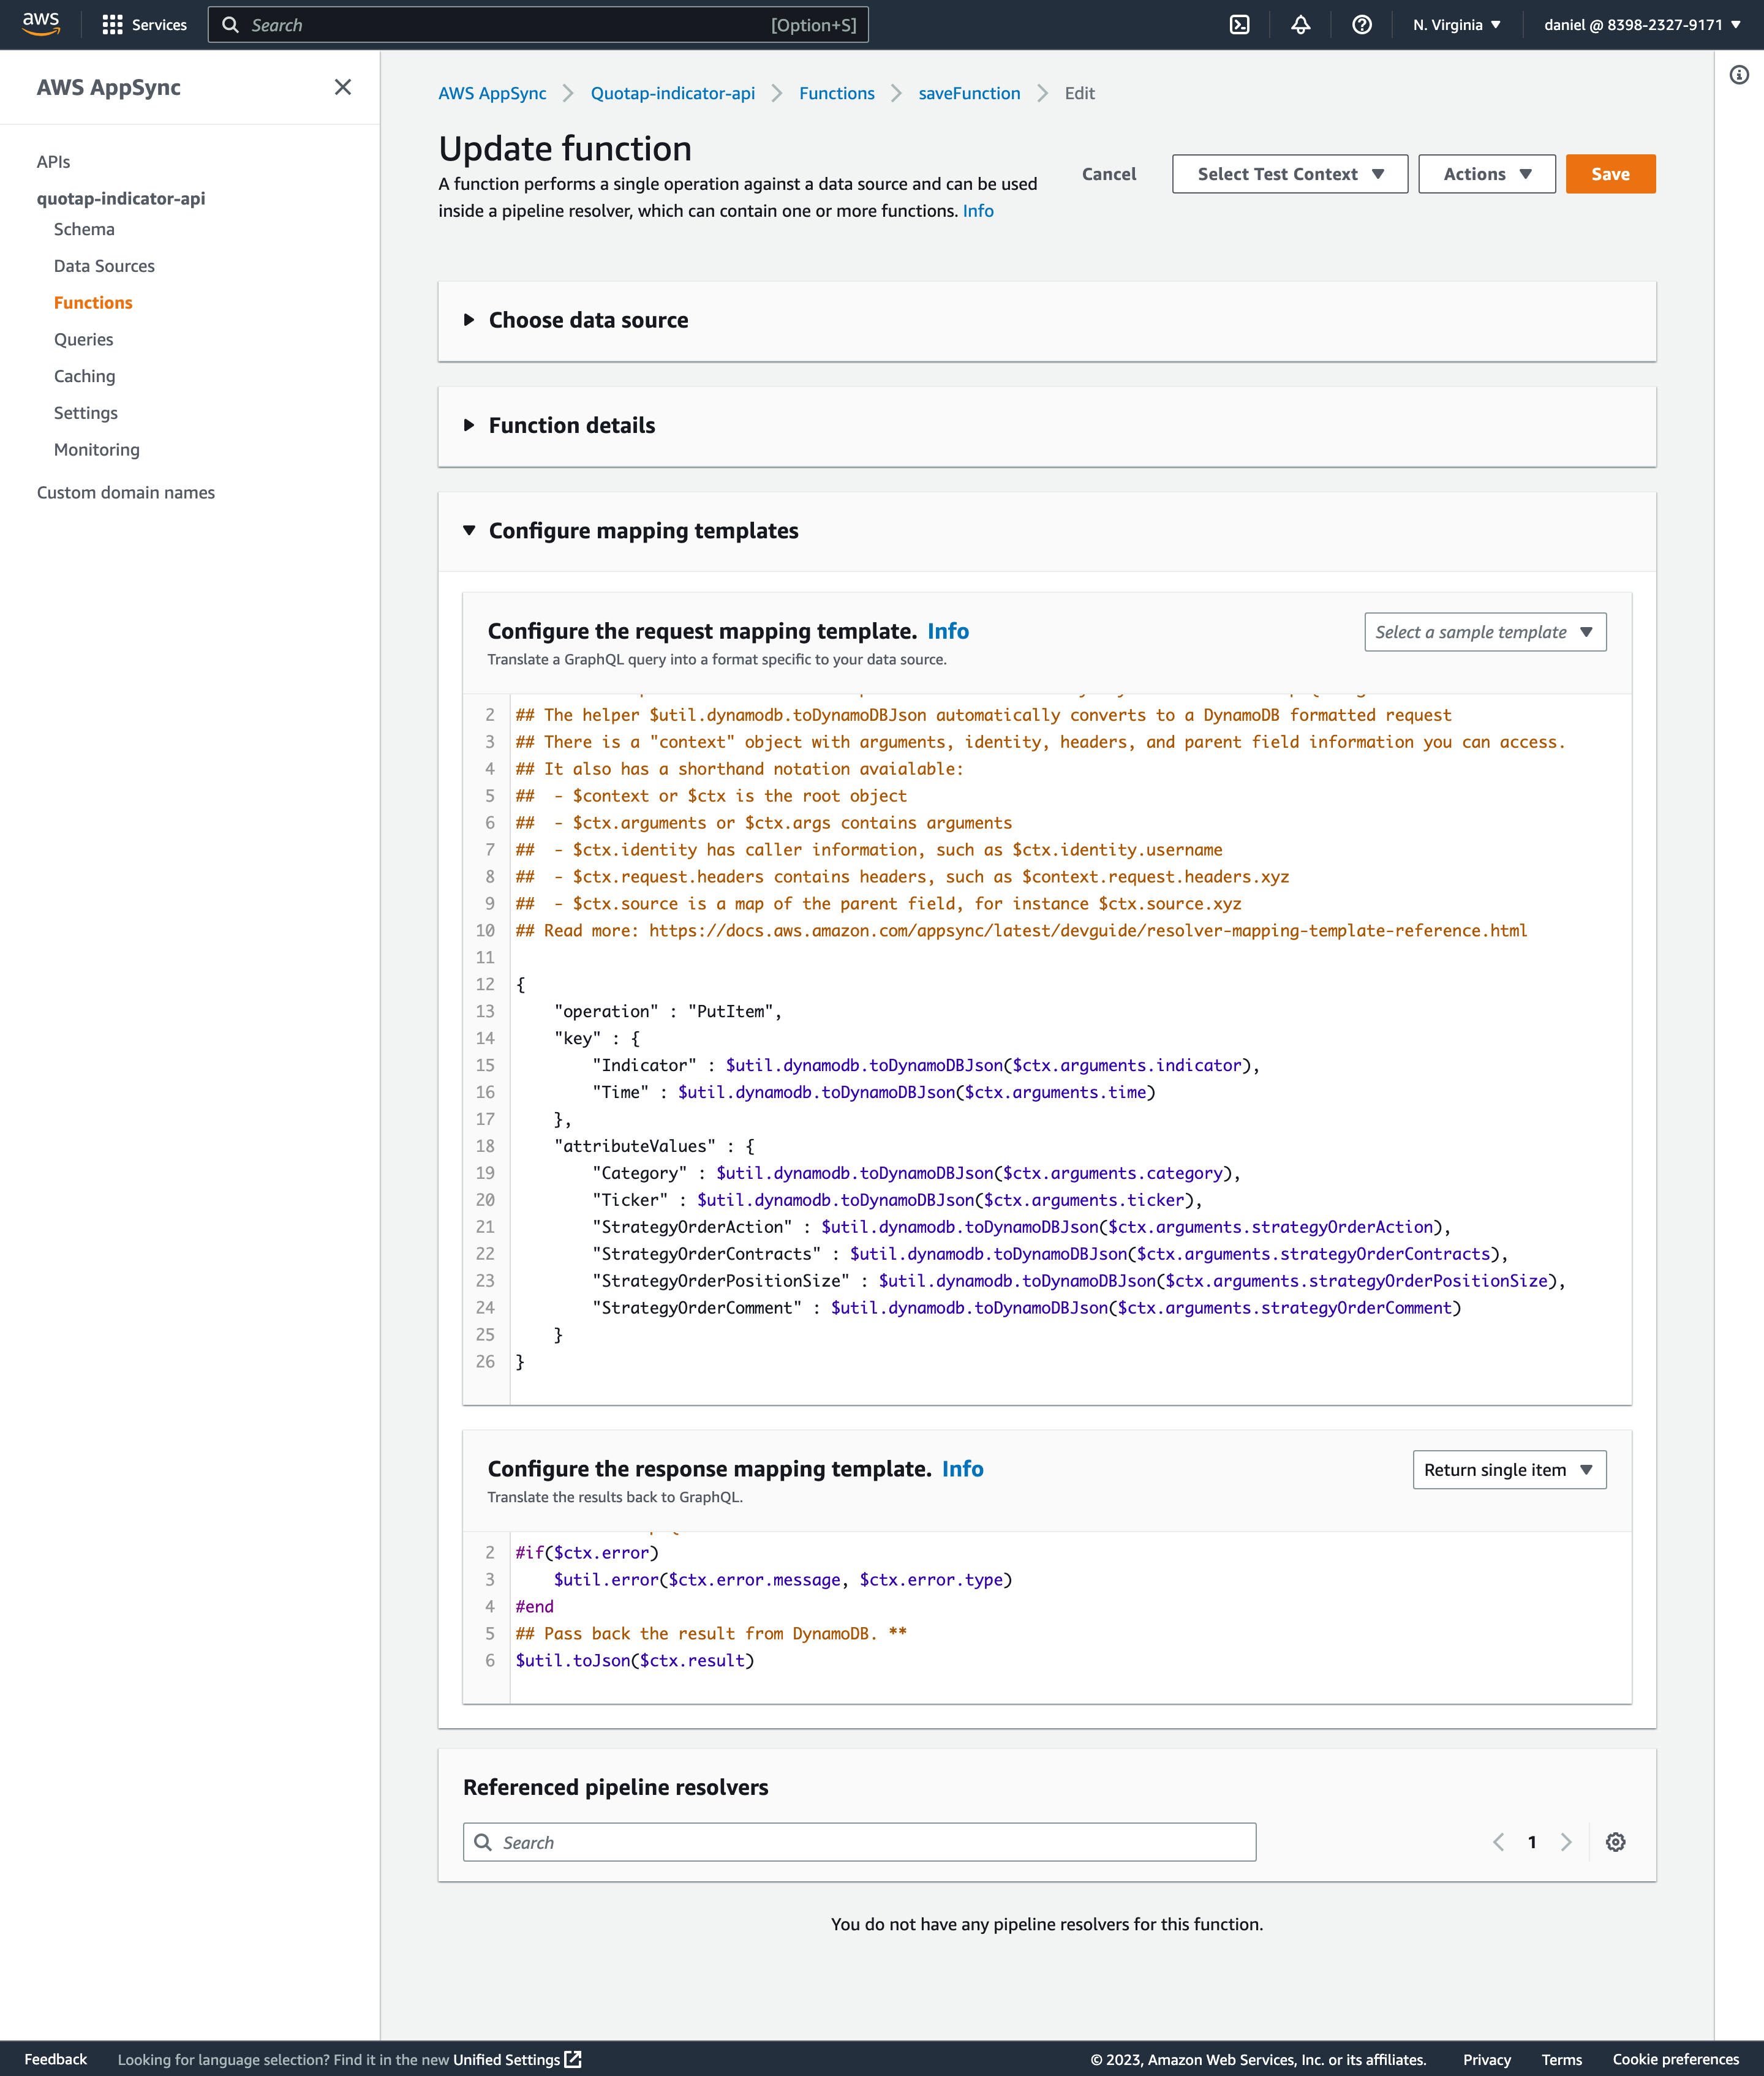 aws
Services
Search
[Option+S]
N. Virginia
daniel @ 8398-2327-9171
AWS AppSync
APIs
quotap-indicator-api
Schema
Data Sources
Functions
Queries
Caching
Settings
Monitoring
Custom domain names
AWS AppSync
Quotap-indicator-api
Functions
saveFunction
Edit
Update function
A function performs a single operation against a data source and can be used
inside a pipeline resolver, which can contain one or more functions. Info
Cancel
Select Test Context
Actions
Save
Choose data source
Function details
Configure mapping templates
Configure the request mapping template. Info
Translate a GraphQL query into a format specific to your data source.
Select a sample template
2 ## The helper $util.dynamodb.toDynamoDBJson automatically converts to a DynamoDB formatted request
3 ## There is a "context" object with arguments, identity, headers, and parent field information you can access.
4 ## It also has a shorthand notation avaialable:
5 ##  - $context or $ctx is the root object
6 ##  - $ctx.arguments or $ctx.args contains arguments
7 ##  - $ctx.identity has caller information, such as $ctx.identity.username
8 ##  - $ctx.request.headers contains headers, such as $context.request.headers.xyz
9 ##  - $ctx.source is a map of the parent field, for instance $ctx.source.xyz
10 ## Read more: https://docs.aws.amazon.com/appsync/latest/devguide/resolver-mapping-template-reference.html
11
12 {
13     "operation" : "PutItem",
14     "key" : {
15         "Indicator" : $util.dynamodb.toDynamoDBJson($ctx.arguments.indicator),
16         "Time" : $util.dynamodb.toDynamoDBJson($ctx.arguments.time)
17     },
18     "attributeValues" : {
19         "Category" : $util.dynamodb.toDynamoDBJson($ctx.arguments.category),
20         "Ticker" : $util.dynamodb.toDynamoDBJson($ctx.arguments.ticker),
21         "StrategyOrderAction" : $util.dynamodb.toDynamoDBJson($ctx.arguments.strategyOrderAction),
22         "StrategyOrderContracts" : $util.dynamodb.toDynamoDBJson($ctx.arguments.strategyOrderContracts),
23         "StrategyOrderPositionSize" : $util.dynamodb.toDynamoDBJson($ctx.arguments.strategyOrderPositionSize),
24         "StrategyOrderComment" : $util.dynamodb.toDynamoDBJson($ctx.arguments.strategyOrderComment)
25     }
26 }
Configure the response mapping template. Info
Translate the results back to GraphQL.
Return single item
2 #if($ctx.error)
3     $util.error($ctx.error.message, $ctx.error.type)
4 #end
5 ## Pass back the result from DynamoDB. **
6 $util.toJson($ctx.result)
Referenced pipeline resolvers
Search
1
You do not have any pipeline resolvers for this function.
Feedback
Looking for language selection? Find it in the new Unified Settings
© 2023, Amazon Web Services, Inc. or its affiliates.
Privacy
Terms
Cookie preferences